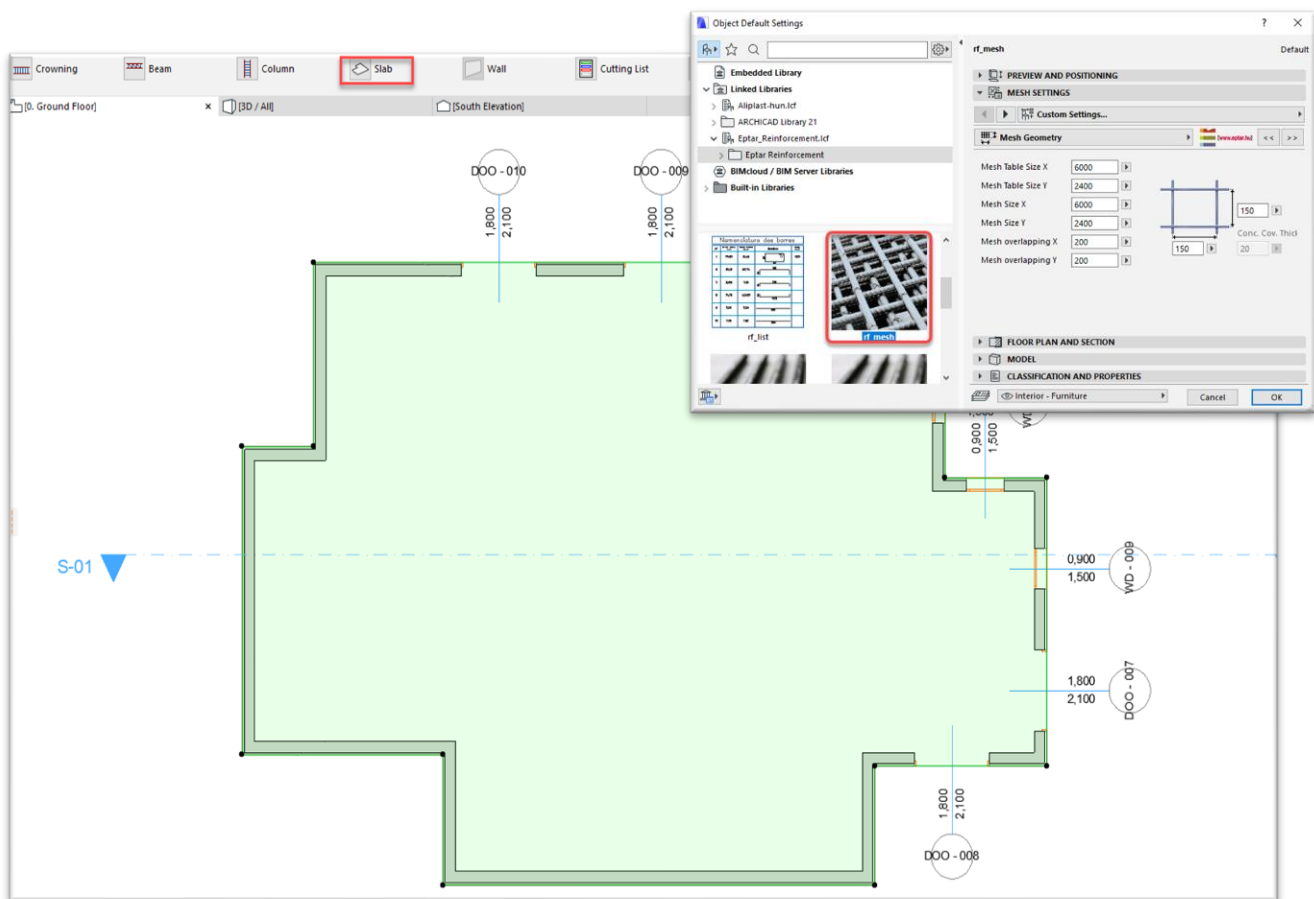 Object Default Settings
?
rf_mesh
Default
Embedded Library
Linked Libraries
Aliplast-hun.lcf
ARCHICAD Library 21
Eptar_Reinforcement.lcf
Eptar Reinforcement
BIMcloud / BIM Server Libraries
Built-in Libraries
rf_list
rf_mesh
PREVIEW AND POSITIONING
MESH SETTINGS
Custom Settings...
Mesh Geometry
<< >>
Mesh Table Size X 6000
Mesh Table Size Y 2400
Mesh Size X 6000
Mesh Size Y 2400
Mesh overlapping X 200
Mesh overlapping Y 200
150
150
Conc. Cov. Thicl
20
FLOOR PLAN AND SECTION
MODEL
CLASSIFICATION AND PROPERTIES
Interior - Furniture
Cancel
OK
Nomenclature des barres
Crowning
Beam
Column
Slab
Wall
Cutting List
[0. Ground Floor]
[3D / All]
[South Elevation]
DOO - 010
1,800
2,100
DOO - 009
1,800
2,100
0,900
1,500
S-01
0,900
1,500
WD - 009
1,800
2,100
DOO - 007
1,800
2,100
DOO - 008